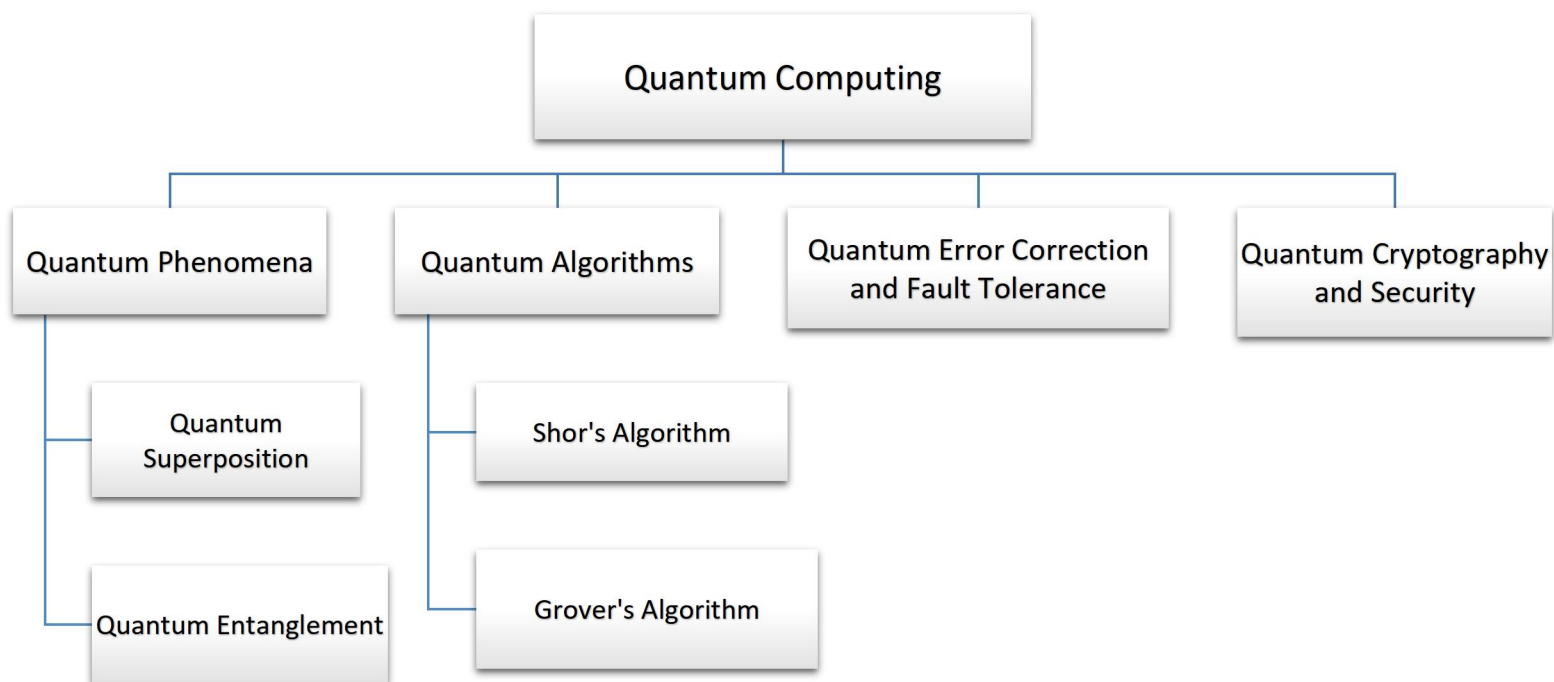 Quantum Computing
Quantum Phenomena
Quantum Algorithms
Quantum Error Correction
and Fault Tolerance
Quantum Cryptography
and Security
Quantum
Superposition
Shor's Algorithm
Quantum Entanglement
Grover's Algorithm